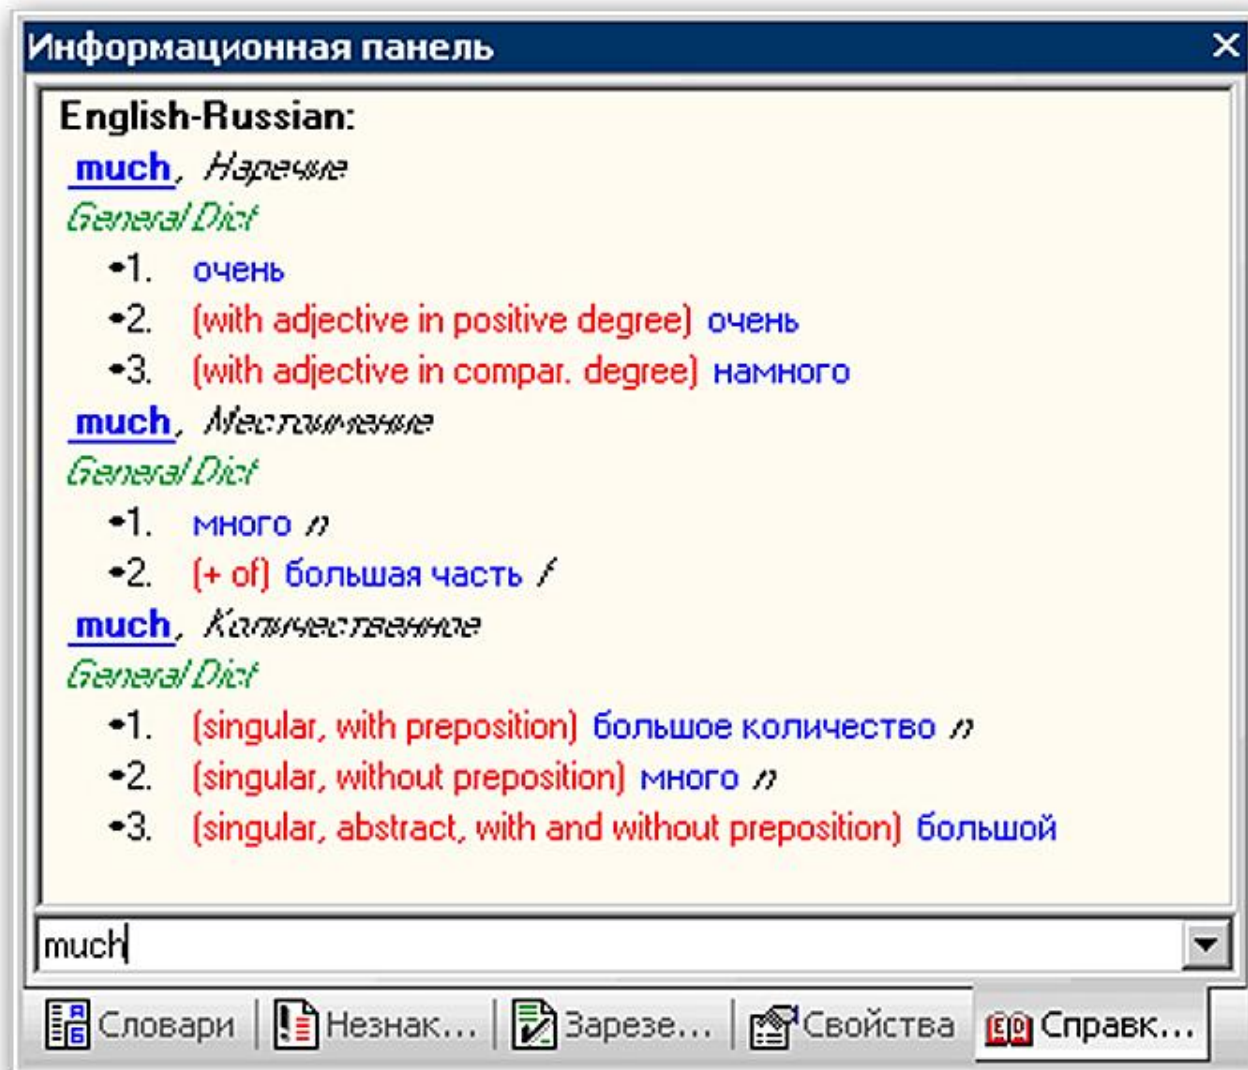 Информационная панель
English-Russian:
much, Наречие
General Dict
1. очень
2. (with adjective in positive degree) очень
3. (with adjective in compar. degree) намного
much, Местоимение
General Dict
1. много n
2. (+ of) большая часть f
much, Количественное
General Dict
1. (singular, with preposition) большое количество n
2. (singular, without preposition) много n
3. (singular, abstract, with and without preposition) большой
much
Словари Незнак... Зарезе... Свойства Справк...